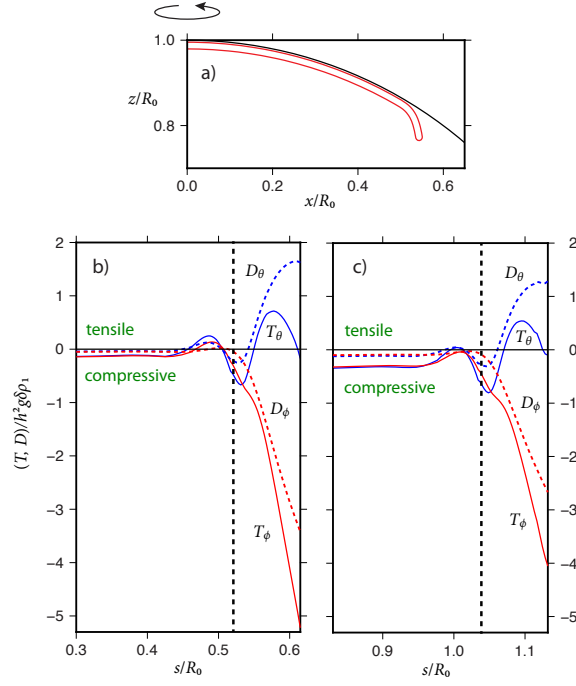 1.0
a)
z/R₀
0.8
0.0 0.2 0.4 0.6
x/R₀
2
b)
D_θ
1
T_θ
tensile
0
compressive
−1
D_ϕ
−2
−3
T_ϕ
−4
−5
(T, D)/h²gδρ₁
0.3 0.4 0.5 0.6
s/R₀
c)
2
D_θ
1
T_θ
tensile
0
compressive
−1
D_ϕ
−2
−3
T_ϕ
−4
−5
0.9 1.0 1.1
s/R₀